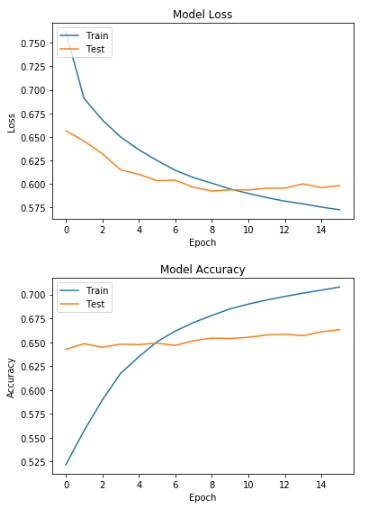 Model Loss
Train
Test
0.750
0.725
0.700
0.675
0.650
0.625
0.600
0.575
Loss
0 2 4 6 8 10 12 14
Epoch
Model Accuracy
Train
Test
0.700
0.675
0.650
0.625
0.600
0.575
0.550
0.525
Accuracy
0 2 4 6 8 10 12 14
Epoch